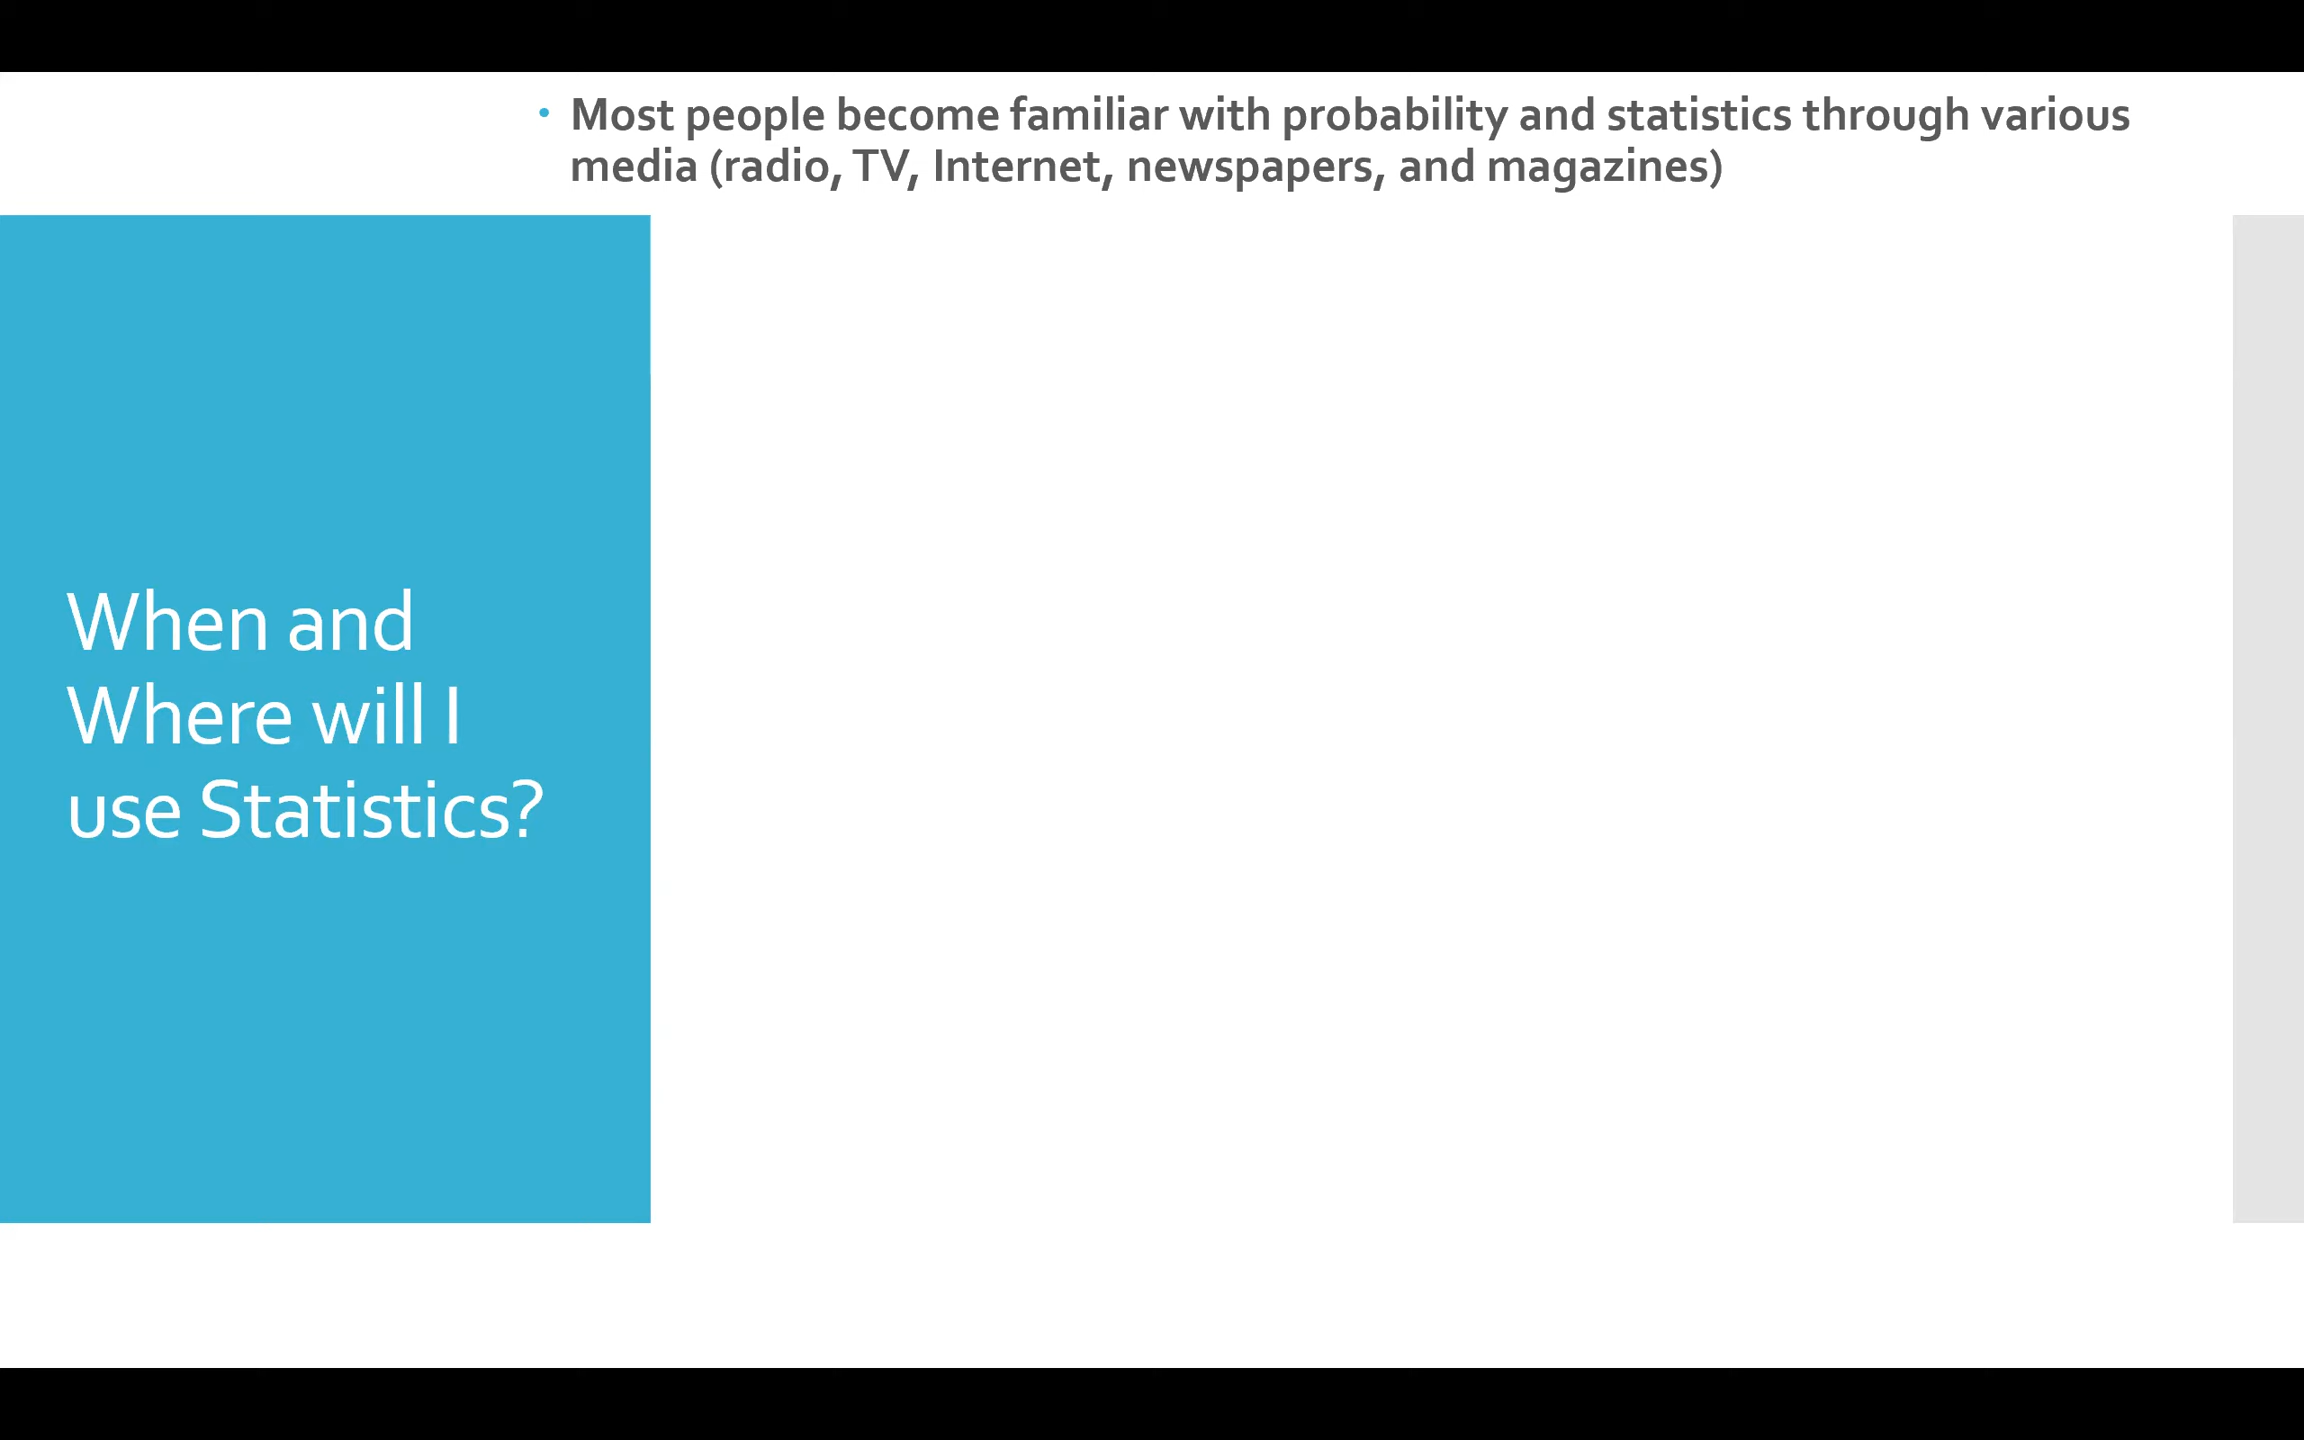 • Most people become familiar with probability and statistics through various
media (radio, TV, Internet, newspapers, and magazines)
When and
Where will I
use Statistics?